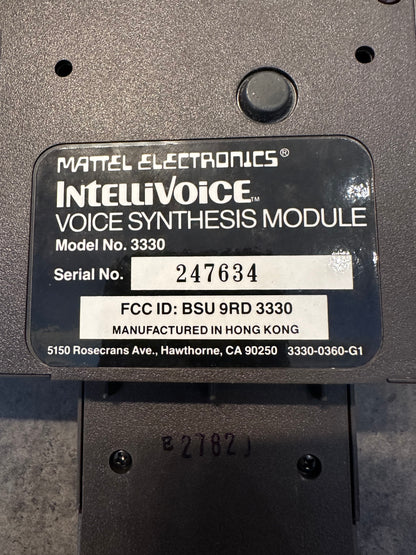 MATTEL ELECTRONICS®
INTELLIVOICE™
VOICE SYNTHESIS MODULE
Model No. 3330
Serial No. 247634
FCC ID: BSU 9RD 3330
MANUFACTURED IN HONG KONG
5150 Rosecrans Ave., Hawthorne, CA 90250 3330-0360-G1
E2782J